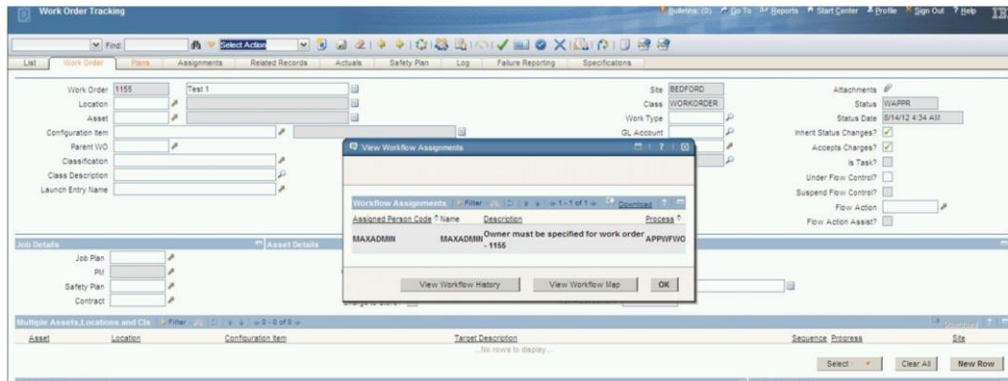 Work Order Tracking
Bulletins: (0) Go To Reports Start Center Profile Sign Out Help IBM
Find: Select Action
List Work Order Plans Assignments Related Records Actuals Safety Plan Log Failure Reporting Specifications
Work Order 1155 Test 1 Site BEDFORD Attachments
Location Class WORKORDER Status WAPPR
Asset Work Type Status Date 8/14/12 4:34 AM
Configuration Item GL Account Inherit Status Changes?
Parent WO Accepts Charges?
Classification Is Task?
Class Description Under Flow Control?
Launch Entry Name Suspend Flow Control?
Flow Action
Flow Action Assist?
View Workflow Assignments ?
Workflow Assignments Filter 1 - 1 of 1 Download ?
Assigned Person Code Name Description Process
MAXADMIN MAXADMIN Owner must be specified for work order - 1155 APPWFWO
View Workflow History View Workflow Map OK
Job Details Asset Details
Job Plan
PM
Safety Plan
Contract
Multiple Assets, Locations and CIs Filter 0 - 0 of 0 Download ?
Asset Location Configuration Item Target Description Sequence Progress Site
...No rows to display...
Select Clear All New Row